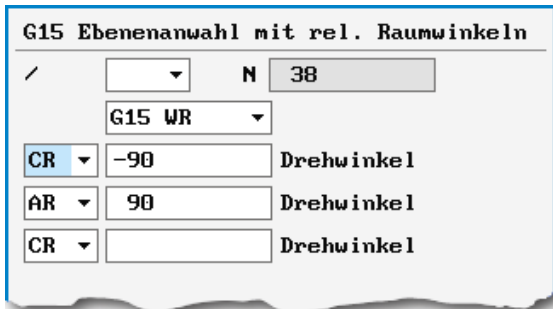 G15 Ebenenanwahl mit rel. Raumwinkeln
/ N 38
G15 WR
CR -90 Drehwinkel
AR 90 Drehwinkel
CR Drehwinkel